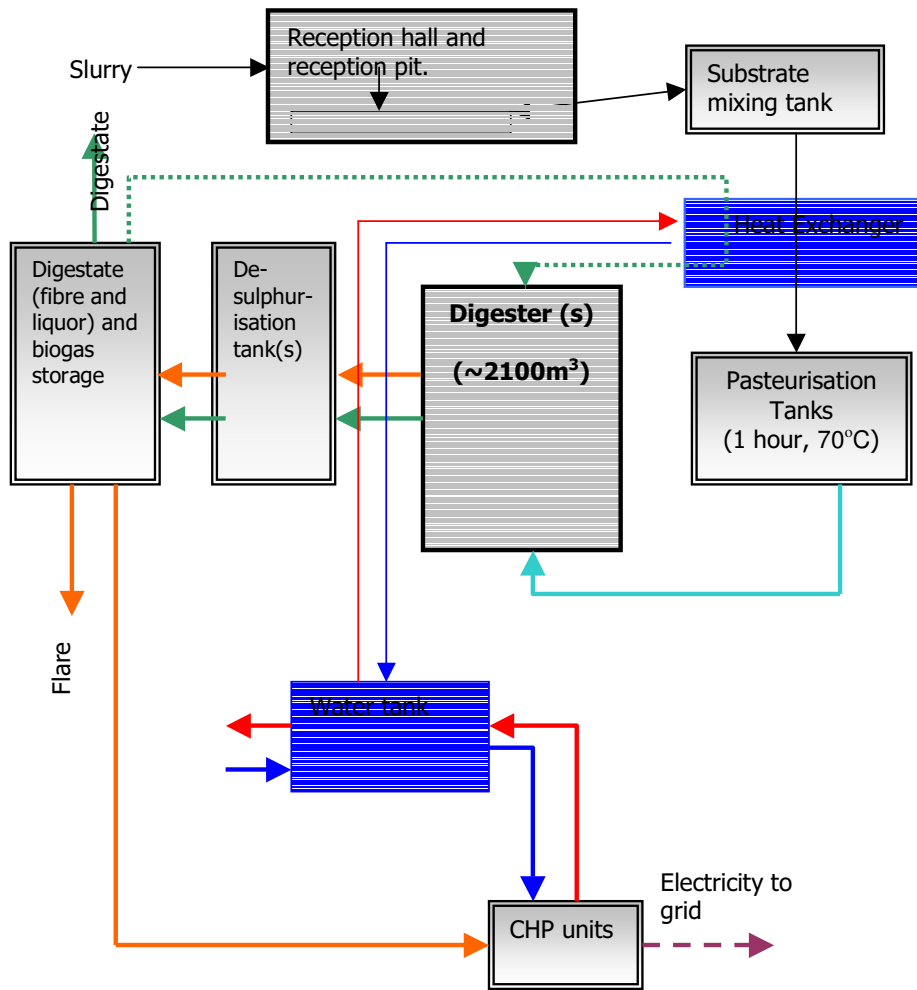 Reception hall and
reception pit.
Slurry
Substrate
mixing tank
Digestate
Heat Exchanger
Digestate
(fibre and
liquor) and
biogas
storage
De-
sulphur-
isation
tank(s)
Digester (s)
(~2100m³)
Pasteurisation
Tanks
(1 hour, 70°C)
Flare
Water tank
Electricity to
grid
CHP units